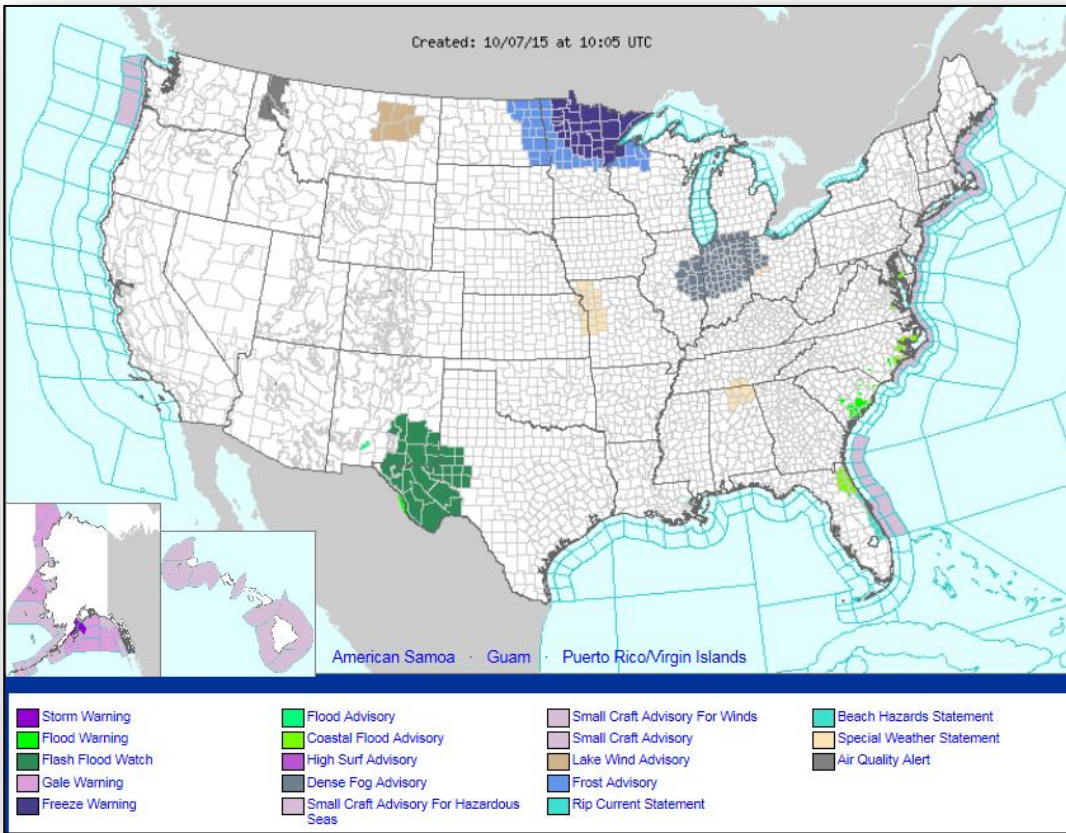 Created: 10/07/15 at 10:05 UTC
American Samoa · Guam · Puerto Rico/Virgin Islands
Storm Warning
Flood Warning
Flash Flood Watch
Gale Warning
Freeze Warning
Flood Advisory
Coastal Flood Advisory
High Surf Advisory
Dense Fog Advisory
Small Craft Advisory For Hazardous
Seas
Small Craft Advisory For Winds
Small Craft Advisory
Lake Wind Advisory
Frost Advisory
Rip Current Statement
Beach Hazards Statement
Special Weather Statement
Air Quality Alert